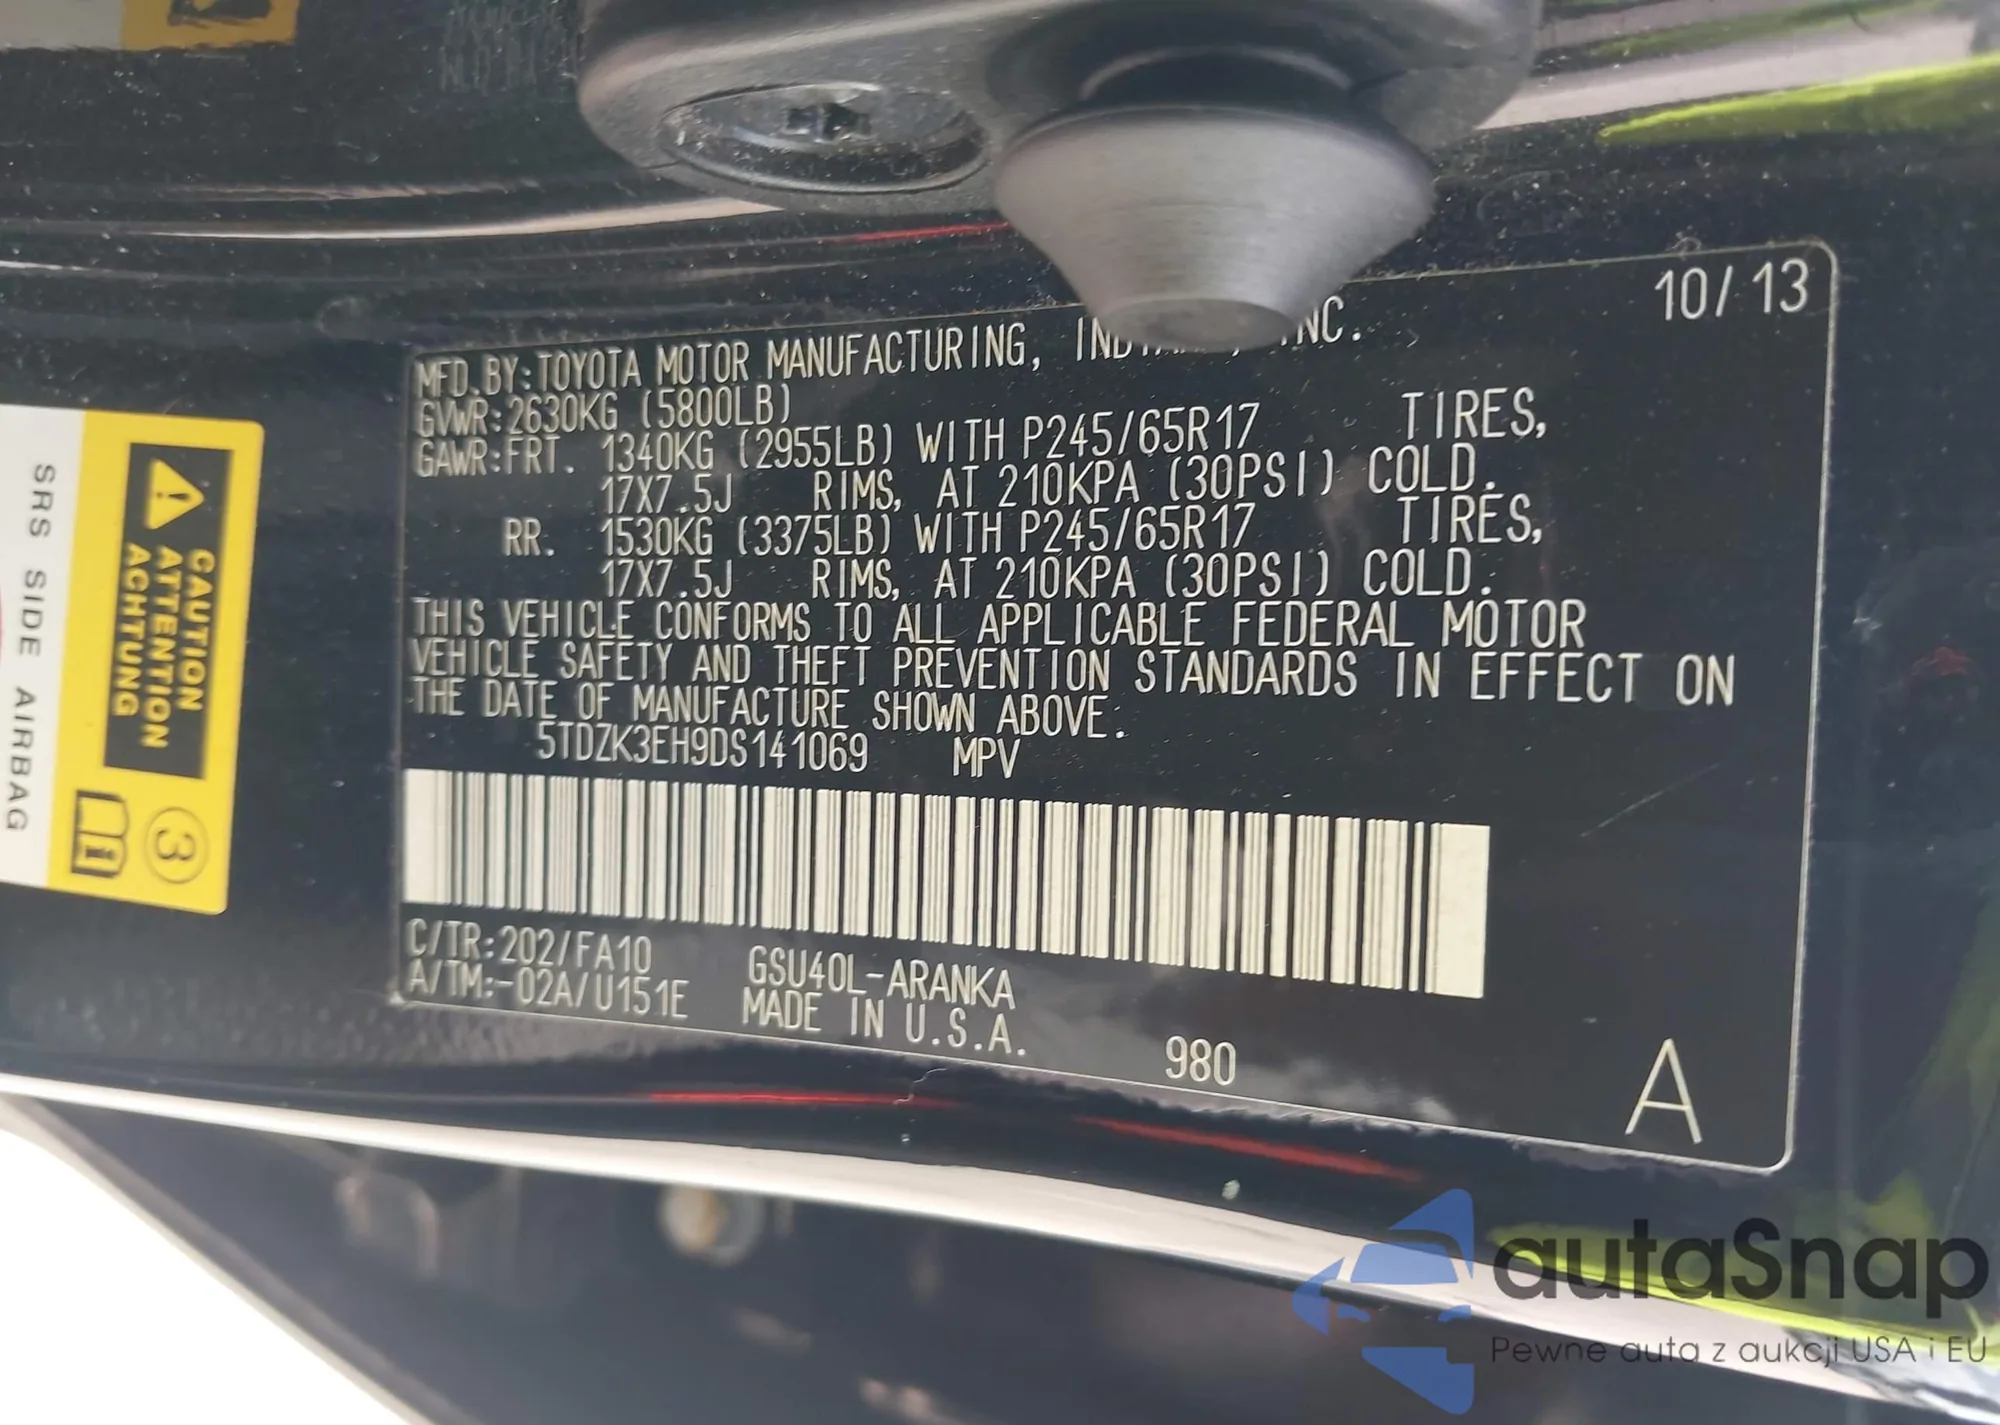 10/13
MFD.BY:TOYOTA MOTOR MANUFACTURING, INC.
GVWR:2630KG (5800LB)
GAWR:FRT. 1340KG (2955LB) WITH P245/65R17 TIRES,
17X7.5J RIMS, AT 210KPA (30PSI) COLD.
RR. 1530KG (3375LB) WITH P245/65R17 TIRES,
17X7.5J RIMS, AT 210KPA (30PSI) COLD.
THIS VEHICLE CONFORMS TO ALL APPLICABLE FEDERAL MOTOR
VEHICLE SAFETY AND THEFT PREVENTION STANDARDS IN EFFECT ON
THE DATE OF MANUFACTURE SHOWN ABOVE.
5TDZK3EH9DS141069 MPV
C/TR:202/FA10 GSU40L-ARANKA
A/TM:-02A/U151E MADE IN U.S.A.
980
A
CAUTION
ATTENTION
ACHTUNG
3
SRS SIDE AIRBAG
autaSnap
Pewne auta z aukcji USA i EU